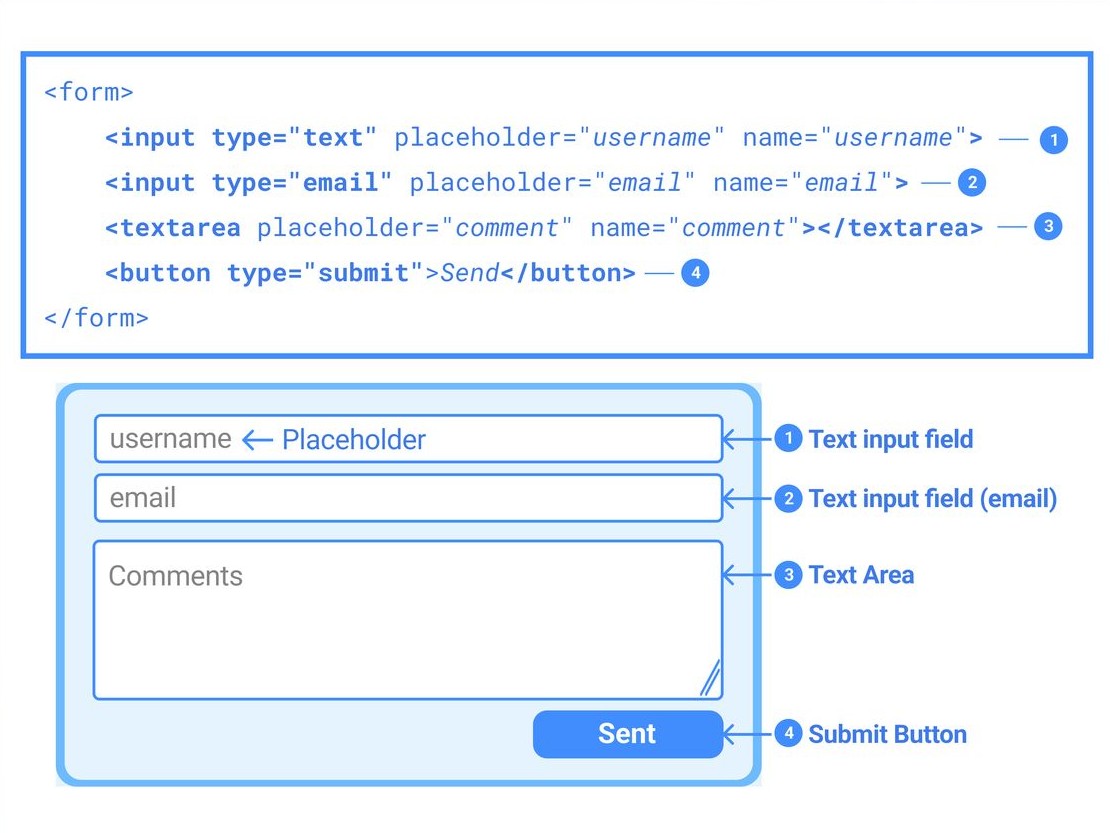 <form>
<input type="text" placeholder="username" name="username"> 1
<input type="email" placeholder="email" name="email"> 2
<textarea placeholder="comment" name="comment"></textarea> 3
<button type="submit">Send</button> 4
</form>
username ← Placeholder 1 Text input field
email 2 Text input field (email)
Comments 3 Text Area
Sent 4 Submit Button